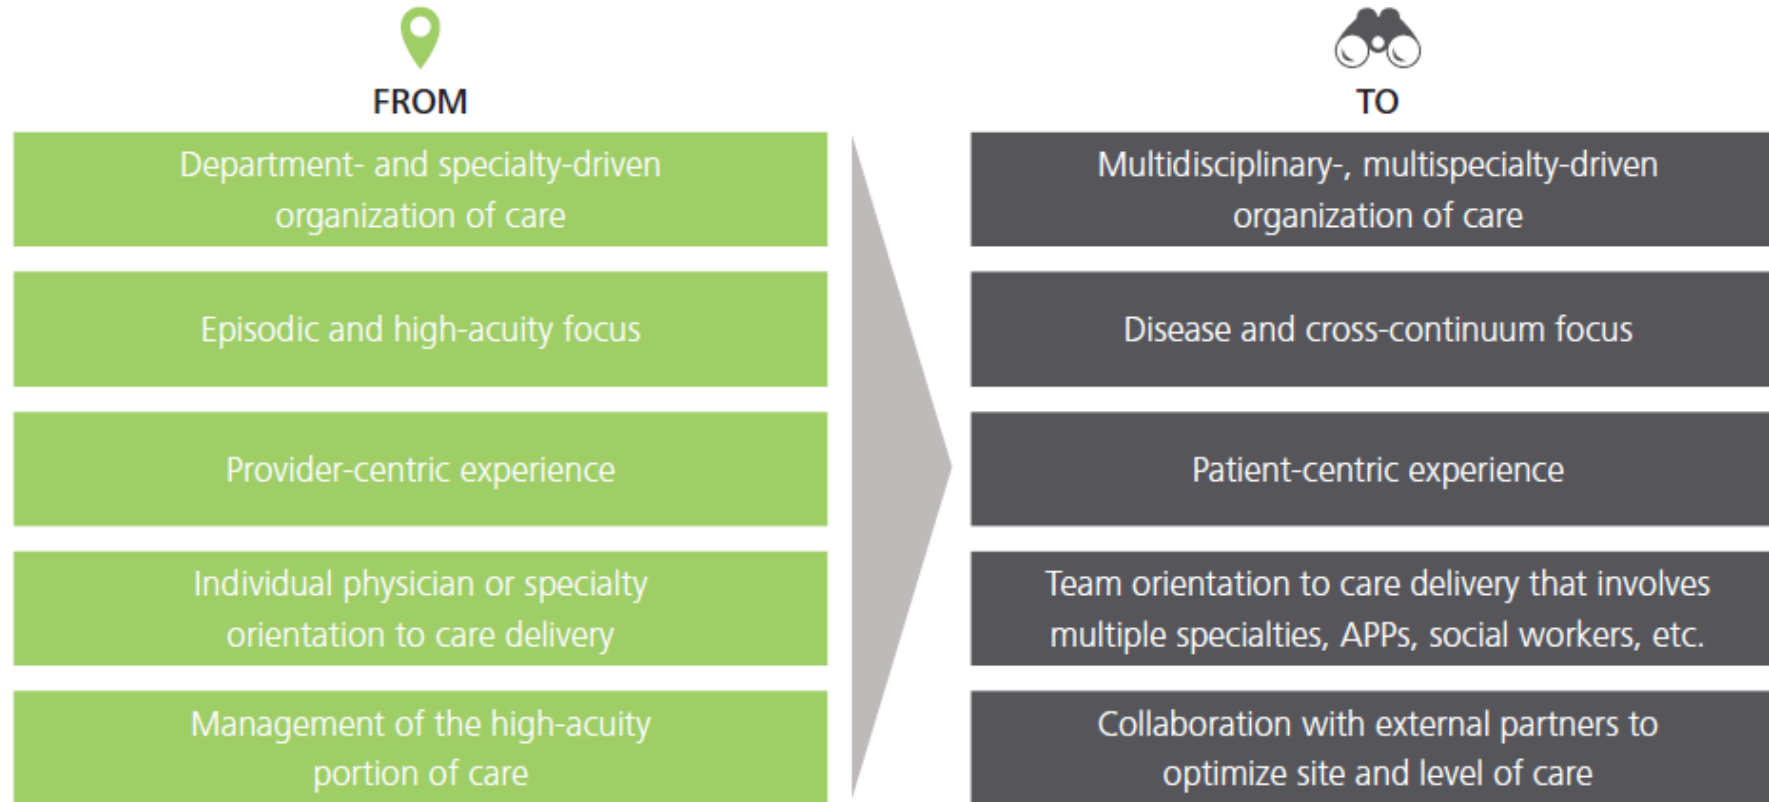 FROM
Department- and specialty-driven
organization of care
Episodic and high-acuity focus
Provider-centric experience
Individual physician or specialty
orientation to care delivery
Management of the high-acuity
portion of care
TO
Multidisciplinary-, multispecialty-driven
organization of care
Disease and cross-continuum focus
Patient-centric experience
Team orientation to care delivery that involves
multiple specialties, APPs, social workers, etc.
Collaboration with external partners to
optimize site and level of care